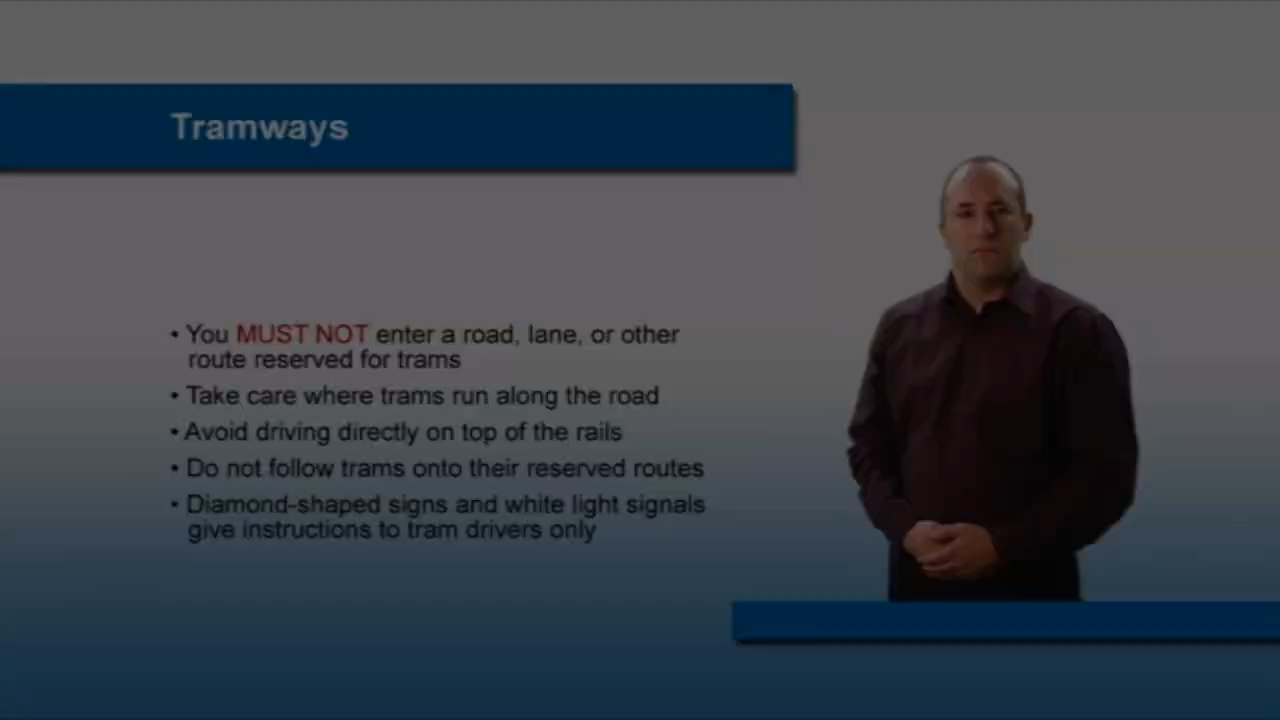 Tramways
• You MUST NOT enter a road, lane, or other
route reserved for trams
• Take care where trams run along the road
• Avoid driving directly on top of the rails
• Do not follow trams onto their reserved routes
• Diamond-shaped signs and white light signals
give instructions to tram drivers only